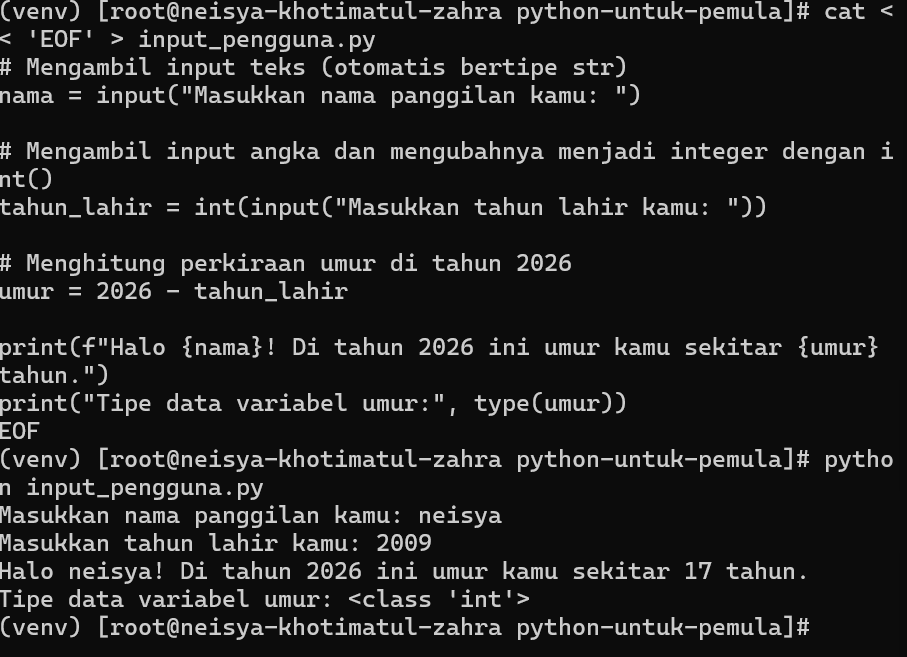 (venv) [root@neisya-khotimatul-zahra python-untuk-pemula]# cat <
< 'EOF' > input_pengguna.py
# Mengambil input teks (otomatis bertipe str)
nama = input("Masukkan nama panggilan kamu: ")
# Mengambil input angka dan mengubahnya menjadi integer dengan i
nt()
tahun_lahir = int(input("Masukkan tahun lahir kamu: "))
# Menghitung perkiraan umur di tahun 2026
umur = 2026 - tahun_lahir
print(f"Halo {nama}! Di tahun 2026 ini umur kamu sekitar {umur}
tahun.")
print("Tipe data variabel umur:", type(umur))
EOF
(venv) [root@neisya-khotimatul-zahra python-untuk-pemula]# pytho
n input_pengguna.py
Masukkan nama panggilan kamu: neisya
Masukkan tahun lahir kamu: 2009
Halo neisya! Di tahun 2026 ini umur kamu sekitar 17 tahun.
Tipe data variabel umur: <class 'int'>
(venv) [root@neisya-khotimatul-zahra python-untuk-pemula]#